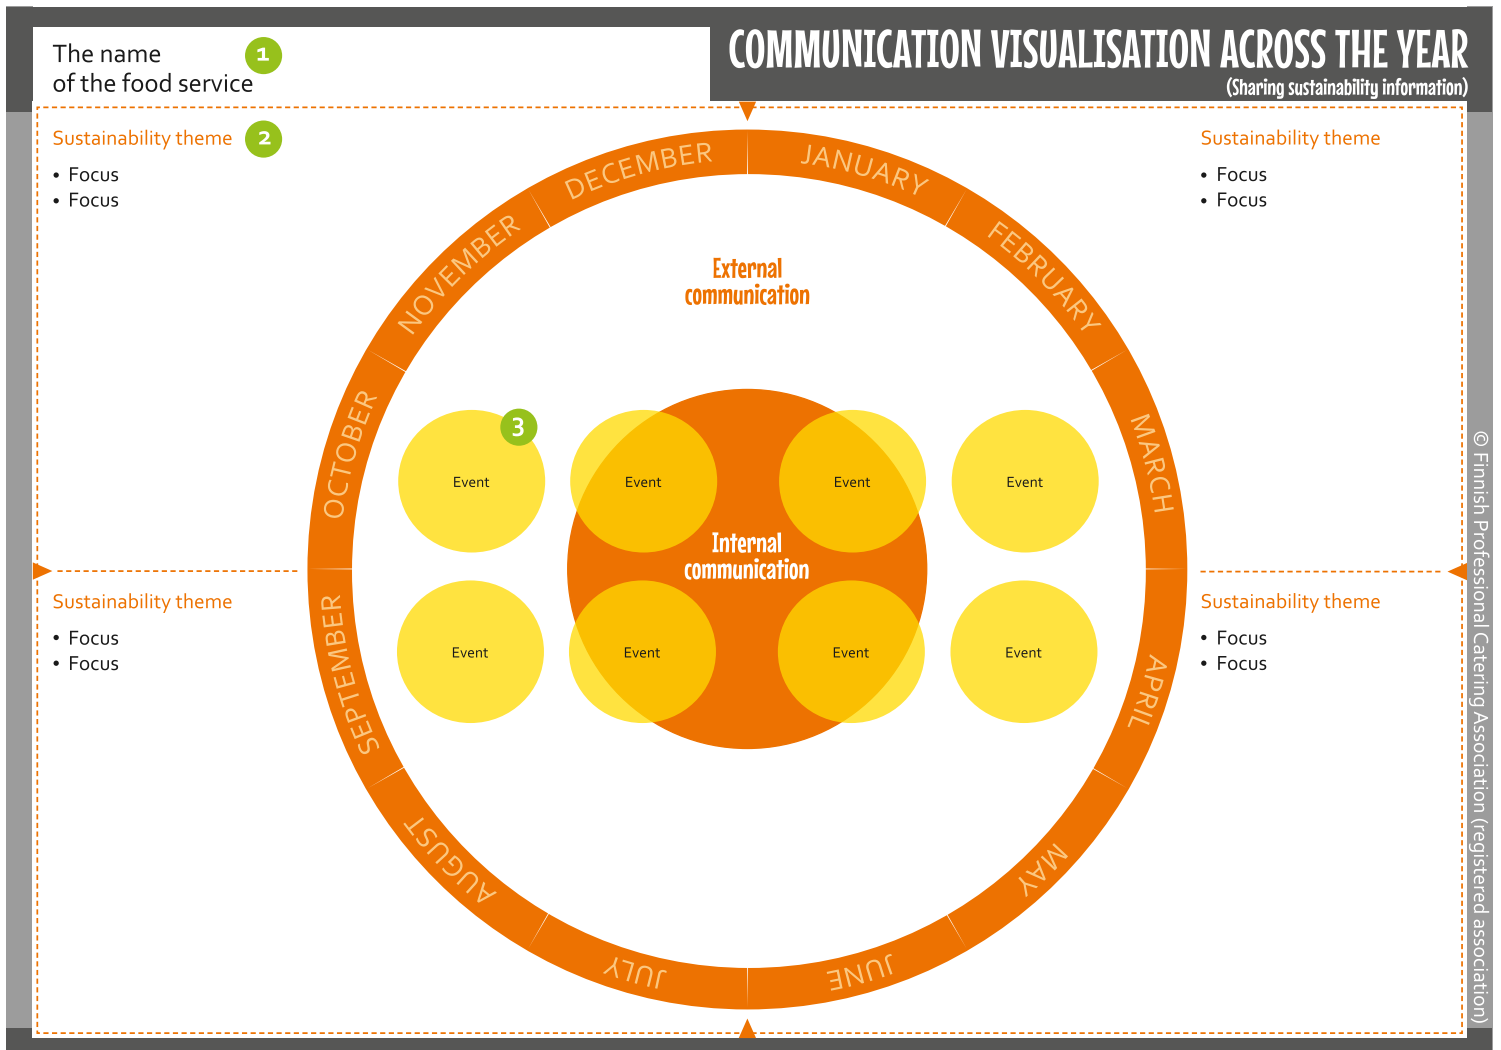 The name
of the food service
1
COMMUNICATION VISUALISATION ACROSS THE YEAR
(Sharing sustainability information)
Sustainability theme
2
• Focus
• Focus
Sustainability theme
• Focus
• Focus
JANUARY
FEBRUARY
MARCH
APRIL
MAY
JUNE
JULY
AUGUST
SEPTEMBER
OCTOBER
NOVEMBER
DECEMBER
External
communication
3
Event
Event
Event
Event
Internal
communication
Event
Event
Event
Event
Sustainability theme
• Focus
• Focus
Sustainability theme
• Focus
• Focus
© Finnish Professional Catering Association (registered association)